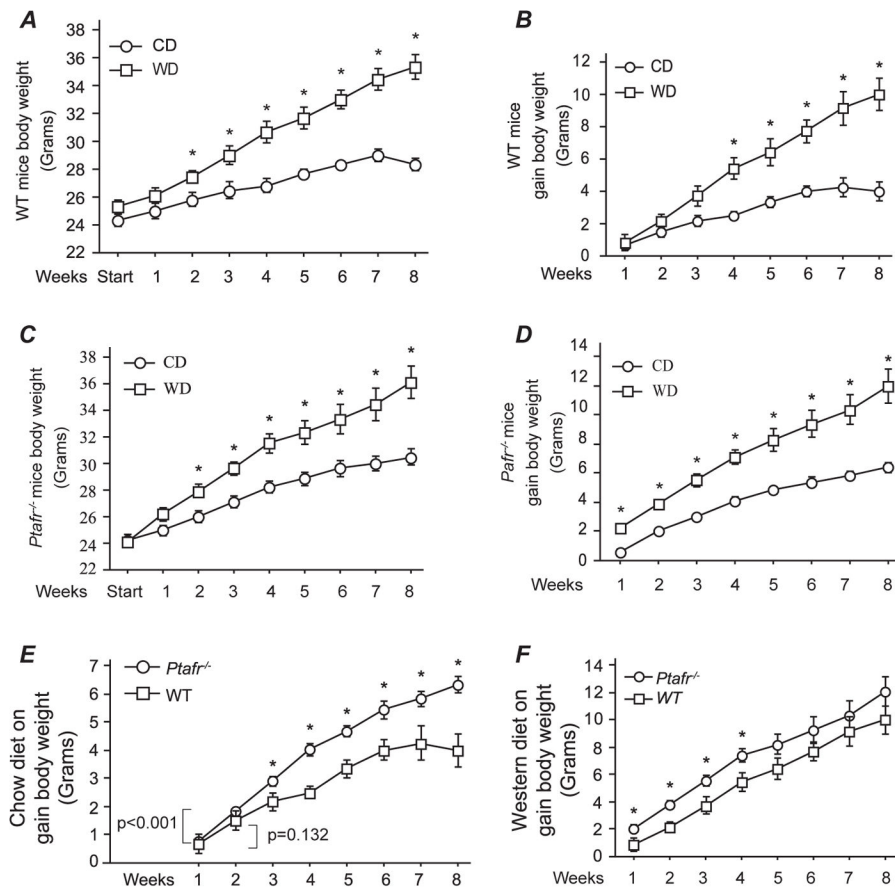 A
CD
WD
WT mice body weight
(Grams)
38
36
34
32
30
28
26
24
22
* * * * * * *
Weeks Start 1 2 3 4 5 6 7 8
B
CD
WD
WT mice
gain body weight
(Grams)
12
10
8
6
4
2
0
* * * * *
Weeks 1 2 3 4 5 6 7 8
C
CD
WD
Ptafr-/- mice body weight
(Grams)
38
36
34
32
30
28
26
24
22
* * * * * * *
Weeks Start 1 2 3 4 5 6 7 8
D
CD
WD
Pafr-/- mice
gain body weight
(Grams)
14
12
10
8
6
4
2
0
* * * * * * * *
Weeks 1 2 3 4 5 6 7 8
E
Ptafr-/-
WT
Chow diet on
gain body weight
(Grams)
7
6
5
4
3
2
1
0
* * * * * *
p<0.001
p=0.132
Weeks 1 2 3 4 5 6 7 8
F
Ptafr-/-
WT
Western diet on
gain body weight
(Grams)
14
12
10
8
6
4
2
0
* * * *
Weeks 1 2 3 4 5 6 7 8